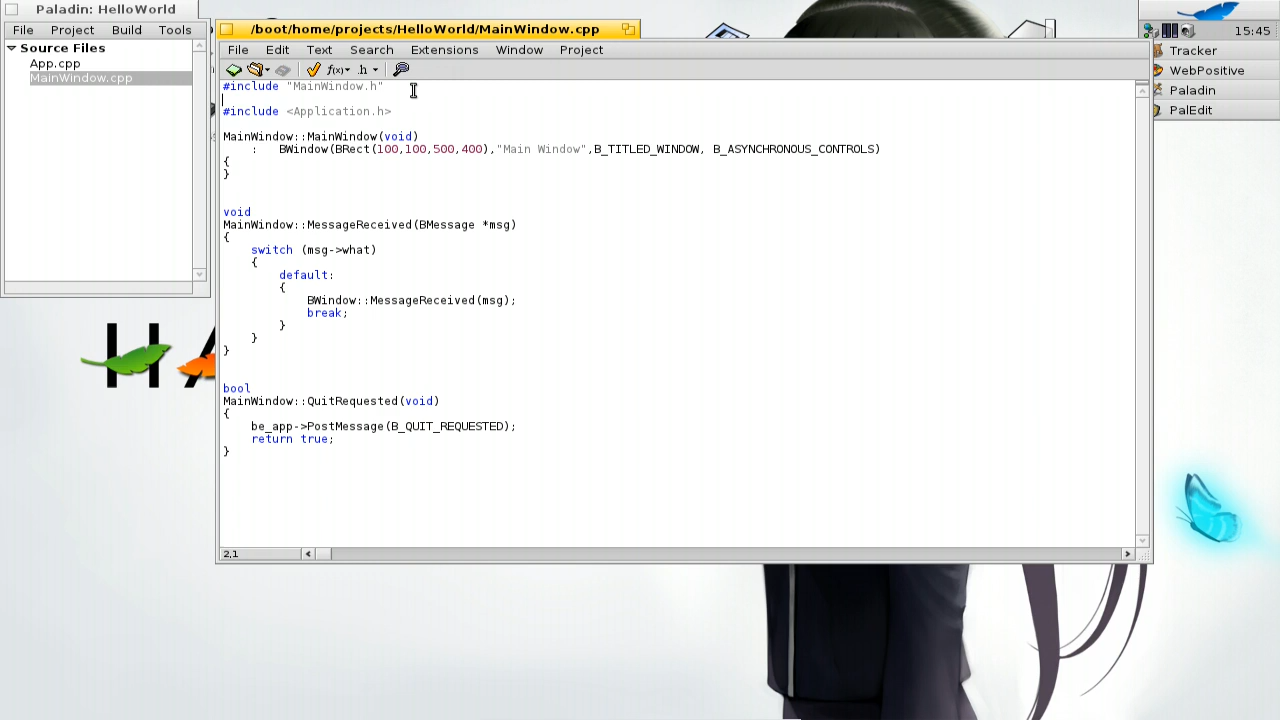 Paladin: HelloWorld
File Project Build Tools
Source Files
App.cpp
MainWindow.cpp
/boot/home/projects/HelloWorld/MainWindow.cpp
File Edit Text Search Extensions Window Project
f(x) h
#include "MainWindow.h"
#include <Application.h>
MainWindow::MainWindow(void)
    :   BWindow(BRect(100,100,500,400),"Main Window",B_TITLED_WINDOW, B_ASYNCHRONOUS_CONTROLS)
{
}
void
MainWindow::MessageReceived(BMessage *msg)
{
    switch (msg->what)
    {
        default:
        {
            BWindow::MessageReceived(msg);
            break;
        }
    }
}
bool
MainWindow::QuitRequested(void)
{
    be_app->PostMessage(B_QUIT_REQUESTED);
    return true;
}
2,1
15:45
Tracker
WebPositive
Paladin
PalEdit
H